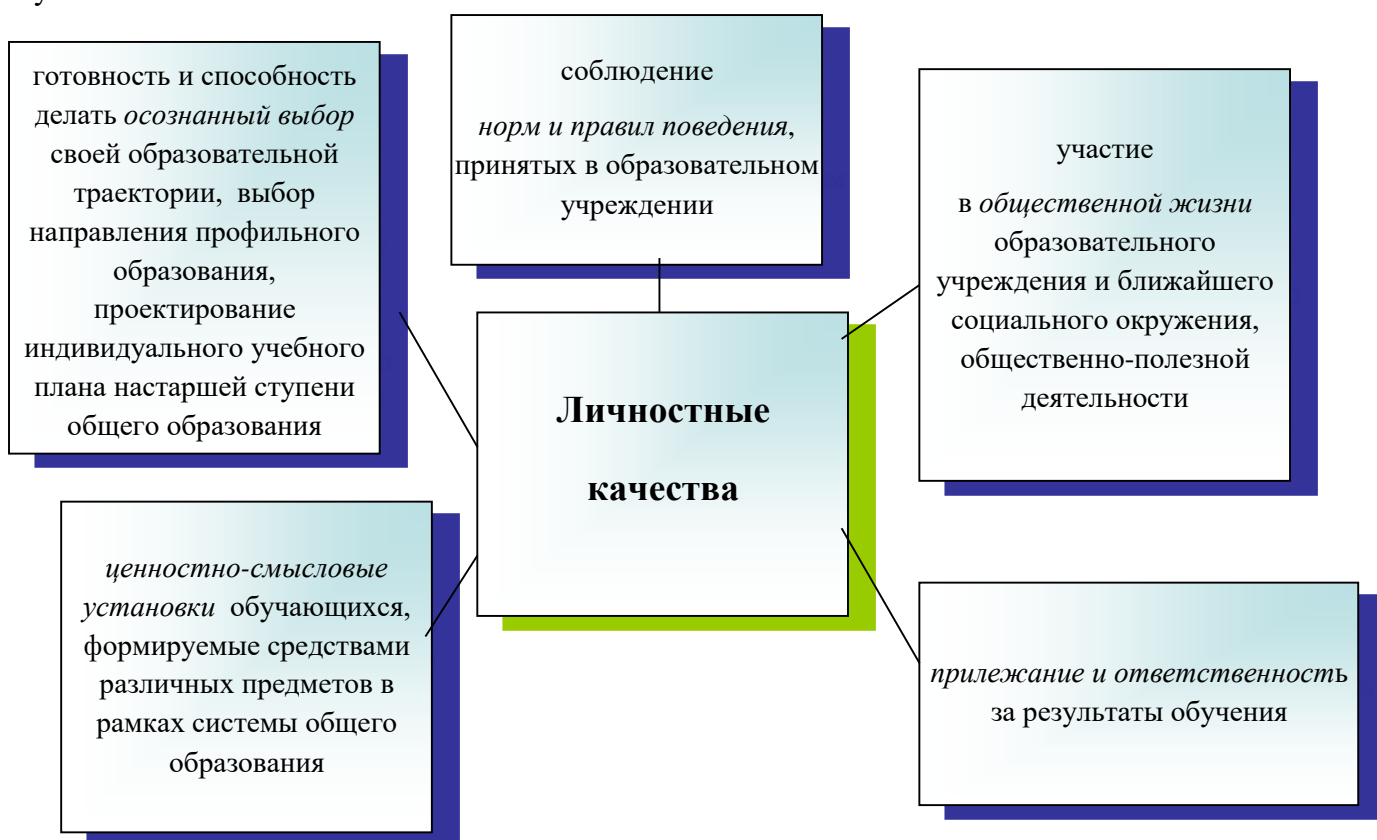 у
готовность и способность
делать осознанный выбор
своей образовательной
траектории, выбор
направления профильного
образования,
проектирование
индивидуального учебного
плана настаршей ступени
общего образования
соблюдение
норм и правил поведения,
принятых в образовательном
учреждении
участие
в общественной жизни
образовательного
учреждения и ближайшего
социального окружения,
общественно-полезной
деятельности
Личностные
качества
ценностно-смысловые
установки обучающихся,
формируемые средствами
различных предметов в
рамках системы общего
образования
прилежание и ответственность
за результаты обучения